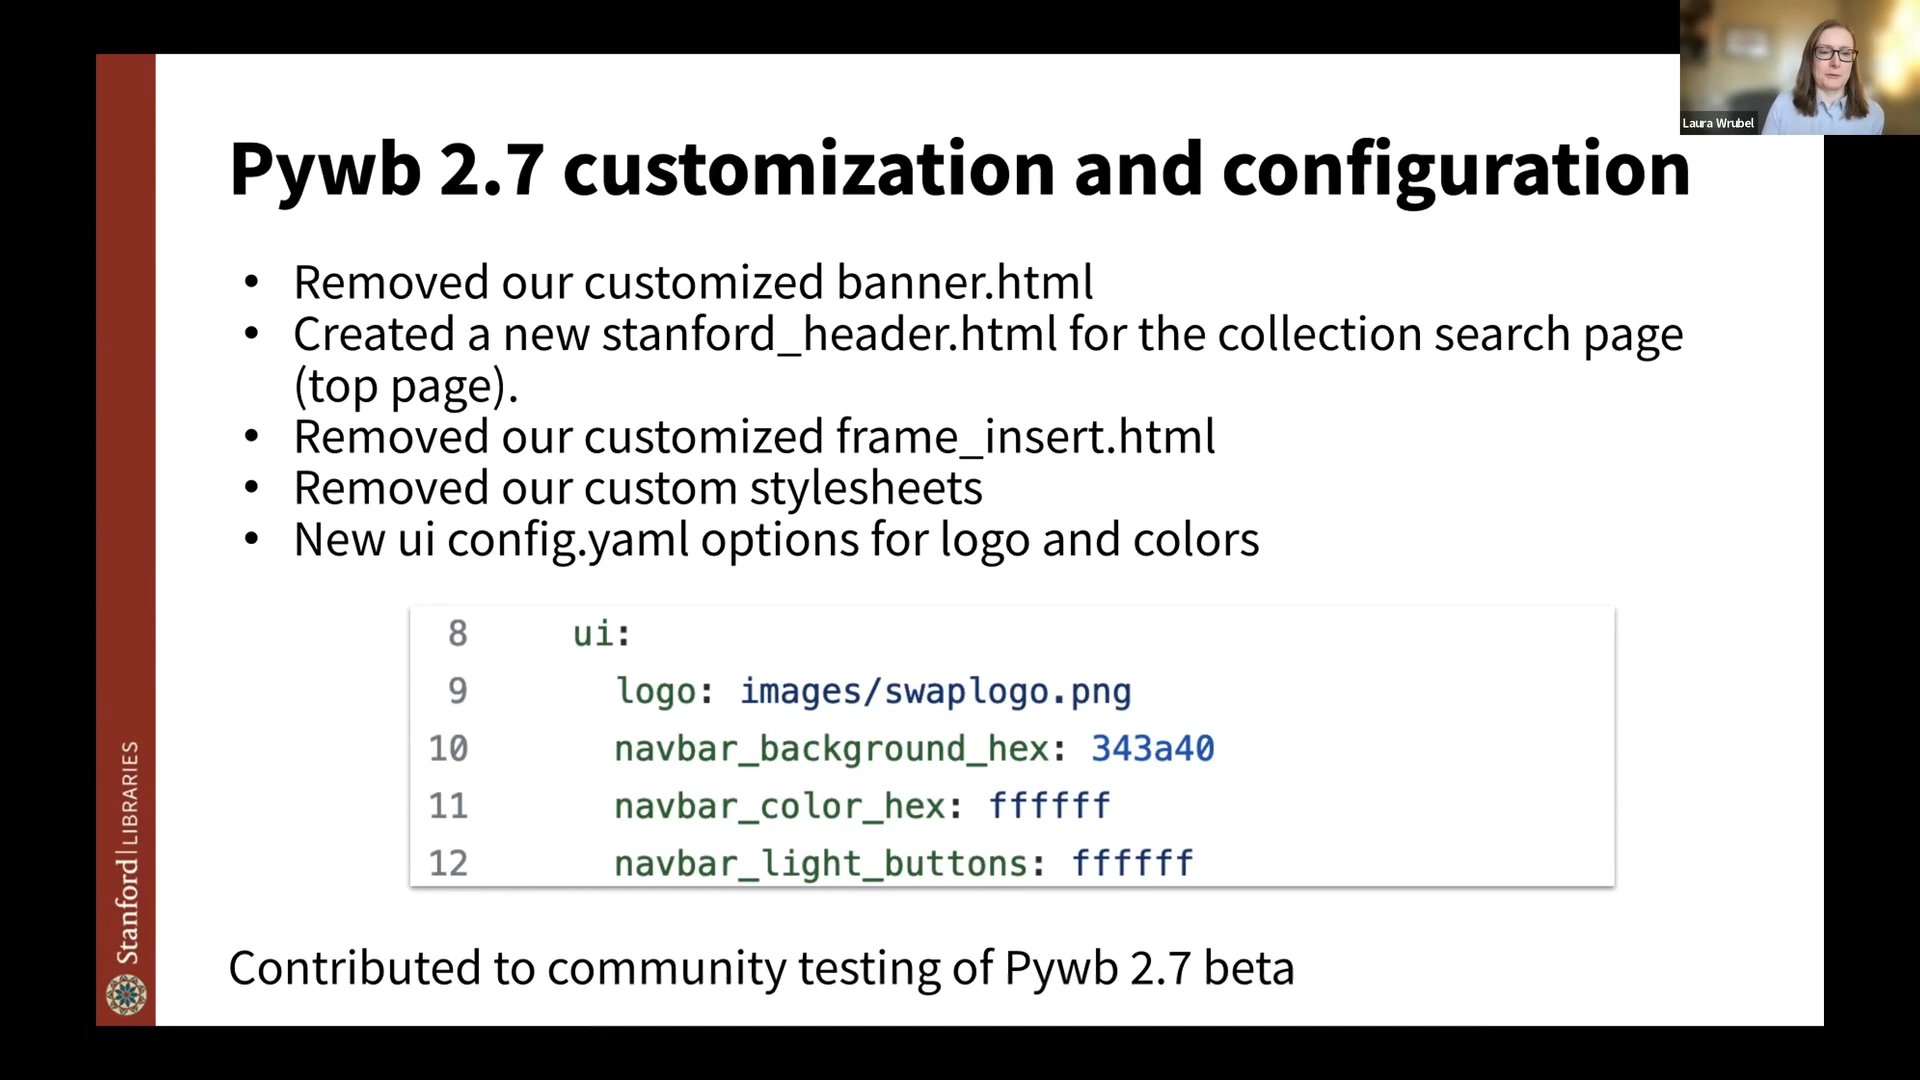 Laura Wrubel
Pywb 2.7 customization and configuration
• Removed our customized banner.html
• Created a new stanford_header.html for the collection search page
(top page).
• Removed our customized frame_insert.html
• Removed our custom stylesheets
• New ui config.yaml options for logo and colors
8 ui:
9 logo: images/swaplogo.png
10 navbar_background_hex: 343a40
11 navbar_color_hex: ffffff
12 navbar_light_buttons: ffffff
Contributed to community testing of Pywb 2.7 beta
Stanford|LIBRARIES